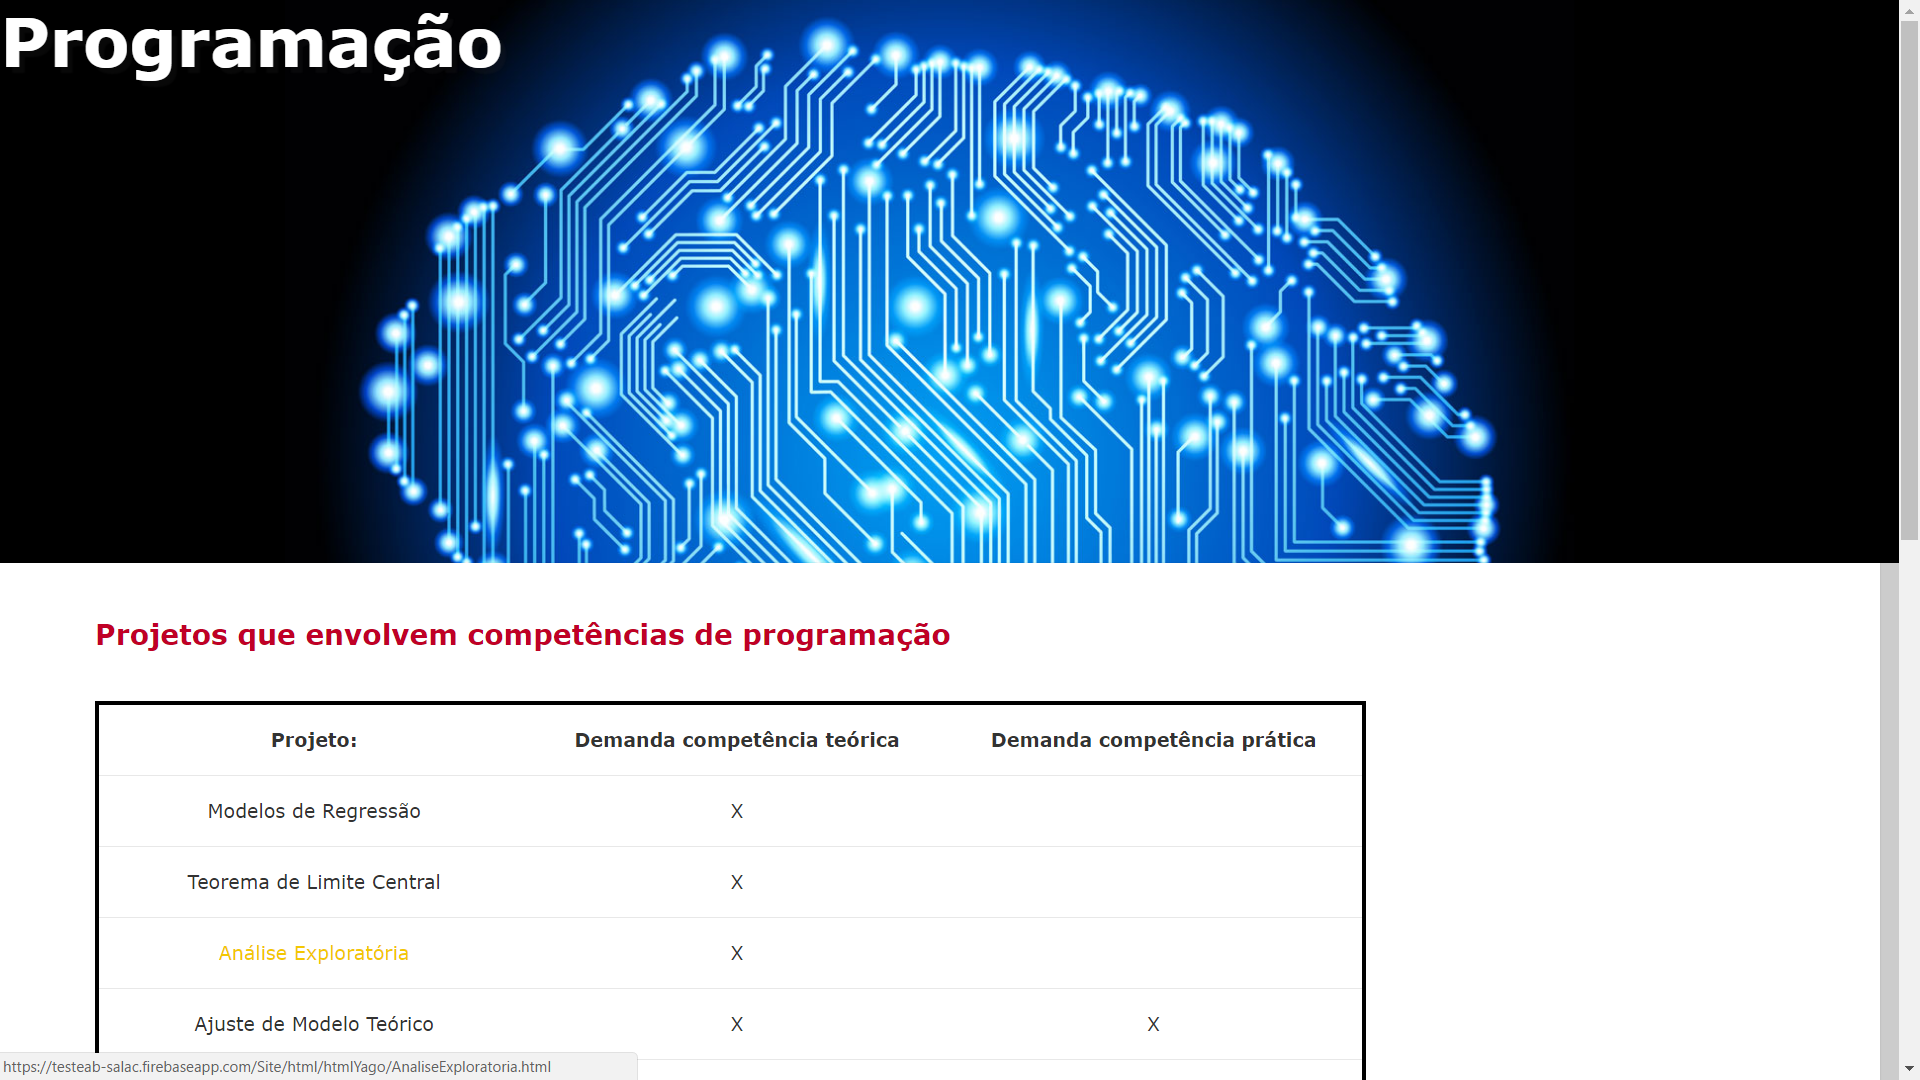 Programação
Projetos que envolvem competências de programação
Projeto: Demanda competência teórica Demanda competência prática
Modelos de Regressão X
Teorema de Limite Central X
Análise Exploratória X
Ajuste de Modelo Teórico X X
https://testeab-salac.firebaseapp.com/Site/html/htmlYago/AnaliseExploratoria.html